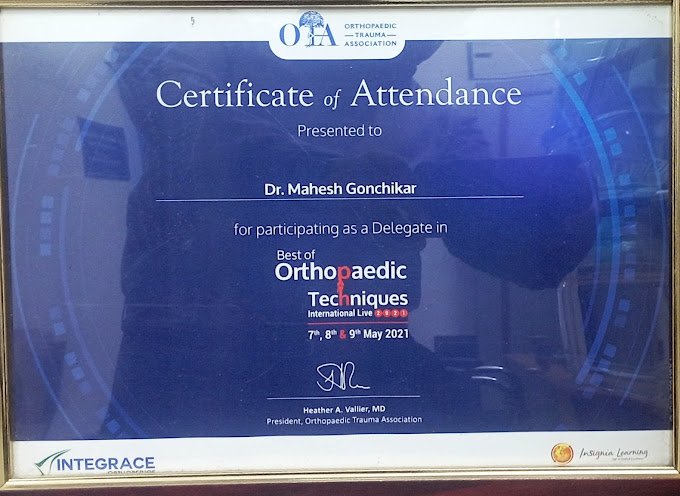 OTA
ORTHOPAEDIC
TRAUMA
ASSOCIATION
Certificate of Attendance
Presented to
Dr. Mahesh Gonchikar
for participating as a Delegate in
Best of
Orthopaedic
Techniques
International Live 2021
7th, 8th & 9th May 2021
Heather A. Vallier, MD
President, Orthopaedic Trauma Association
INTEGRACE
Insignia Learning